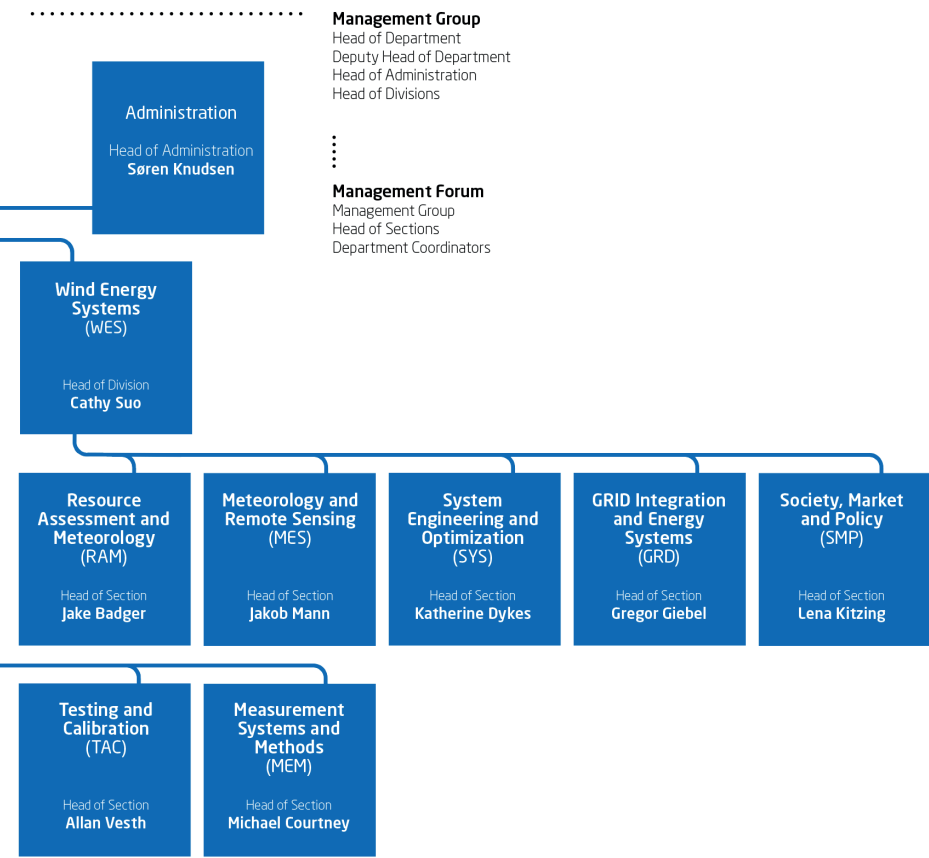 Management Group
Head of Department
Deputy Head of Department
Head of Administration
Head of Divisions
Administration
Head of Administration
Søren Knudsen
Management Forum
Management Group
Head of Sections
Department Coordinators
Wind Energy
Systems
(WES)
Head of Division
Cathy Suo
Resource
Assessment and
Meteorology
(RAM)
Head of Section
Jake Badger
Meteorology and
Remote Sensing
(MES)
Head of Section
Jakob Mann
System
Engineering and
Optimization
(SYS)
Head of Section
Katherine Dykes
GRID Integration
and Energy
Systems
(GRD)
Head of Section
Gregor Giebel
Society, Market
and Policy
(SMP)
Head of Section
Lena Kitzing
Testing and
Calibration
(TAC)
Head of Section
Allan Vesth
Measurement
Systems and
Methods
(MEM)
Head of Section
Michael Courtney